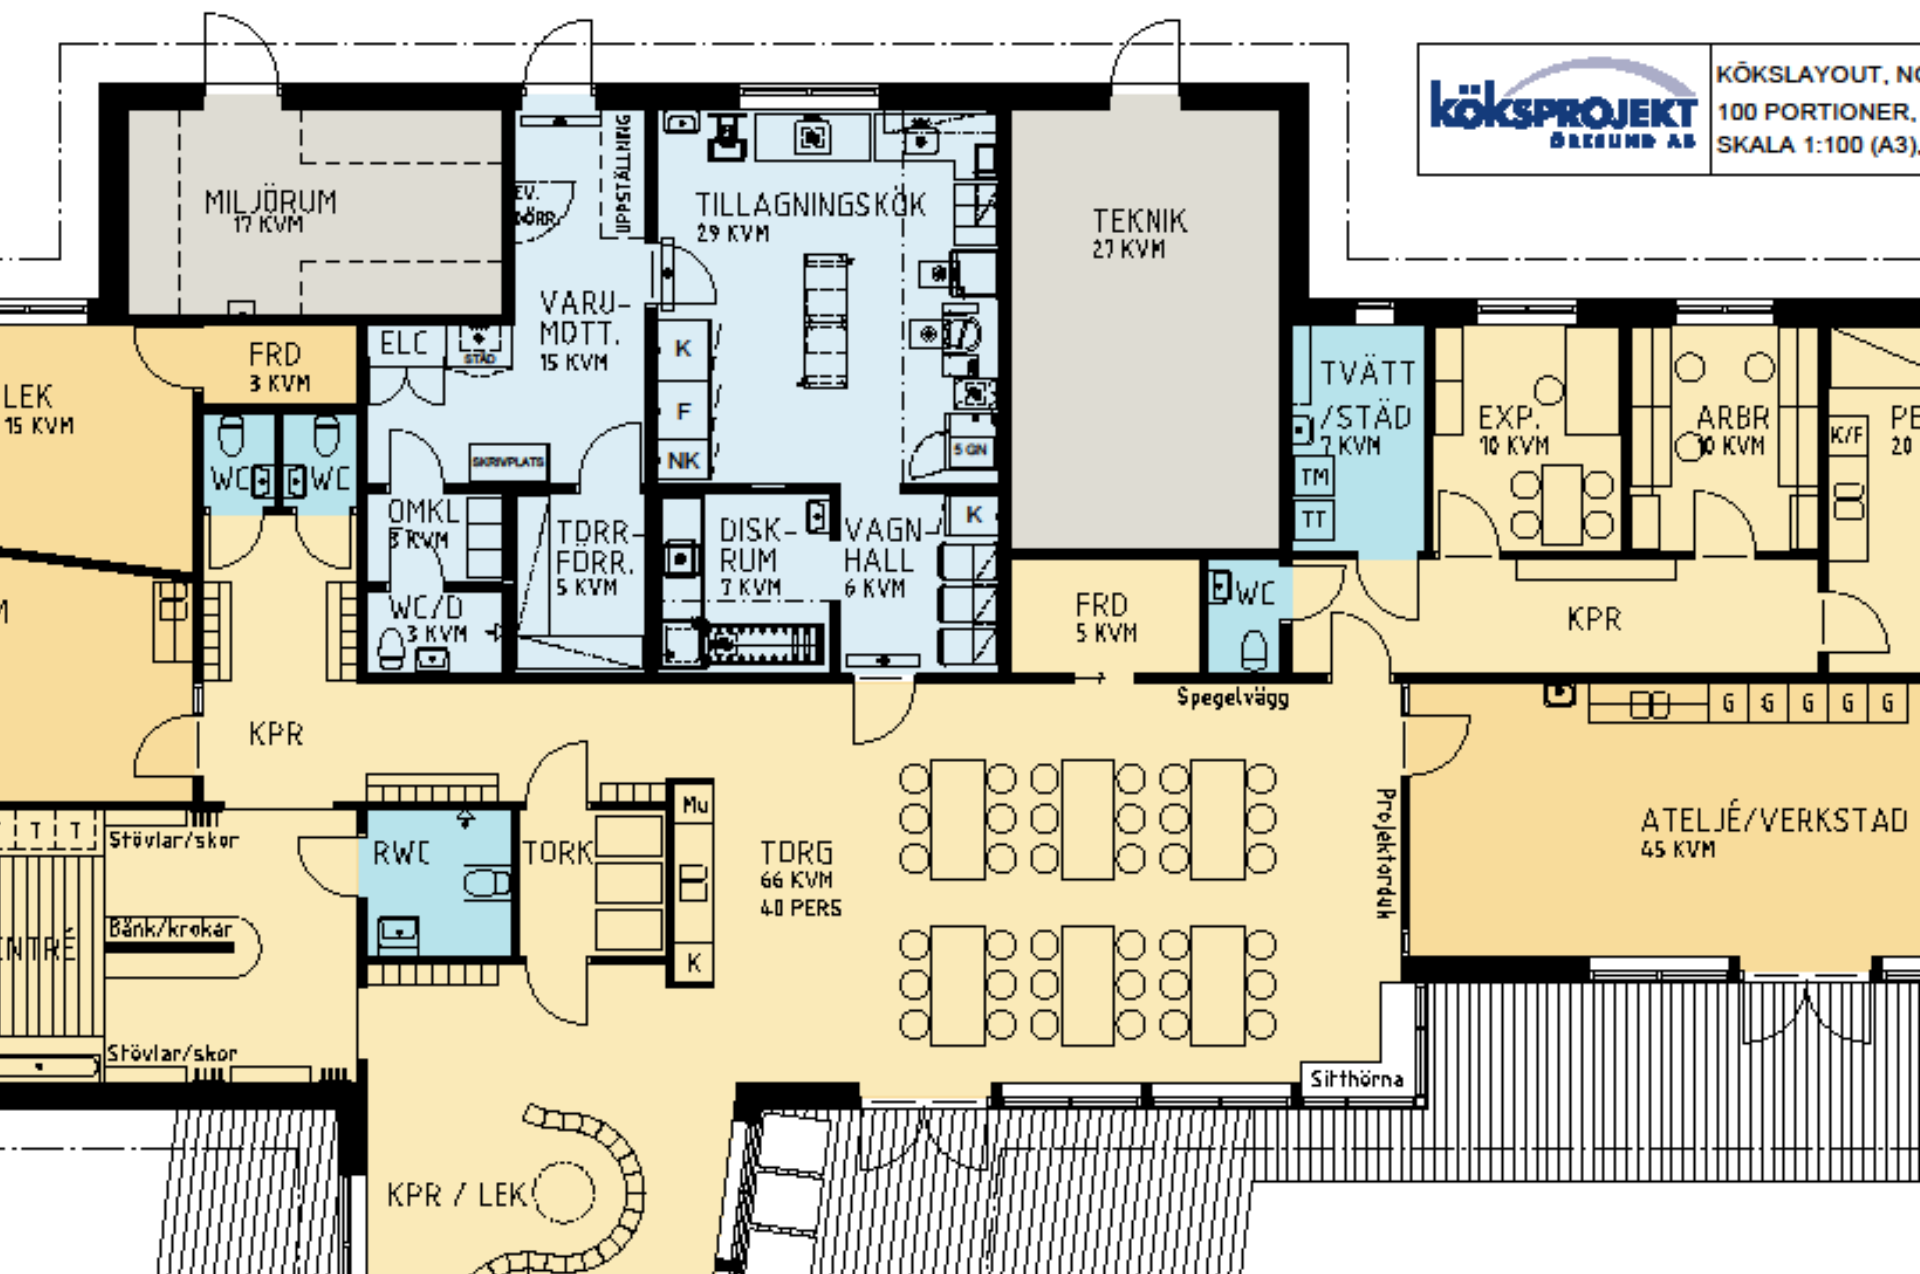 köksPROJEKT
ÖRESUND AB
KÖKSLAYOUT, NO
100 PORTIONER,
SKALA 1:100 (A3),
MILJÖRUM
17 KVM
EV.
DÖRR
UPPSTÄLLNING
TILLAGNINGSKÖK
29 KVM
TEKNIK
27 KVM
VARU-
MOTT.
15 KVM
ELC
STÄD
FRD
3 KVM
LEK
15 KVM
K
F
NK
5 GN
SKRIVPLATS
TVÄTT
/STÄD
7 KVM
TM
TT
EXP.
10 KVM
ARBR
10 KVM
K/F
PE
20
WC
WC
OMKL
3 KVM
TORR-
FÖRR.
5 KVM
DISK-
RUM
7 KVM
VAGN-
HALL
6 KVM
K
WC/D
3 KVM
M
FRD
5 KVM
WC
KPR
Spegelvägg
KPR
G G G G G
Mu
K
T T
Stövlar/skor
RWC
TORK
TORG
66 KVM
40 PERS
Projektorduk
ATELJÉ/VERKSTAD
45 KVM
Bänk/krokar
ENTRÉ
Stövlar/skor
Sitthörna
KPR / LEK